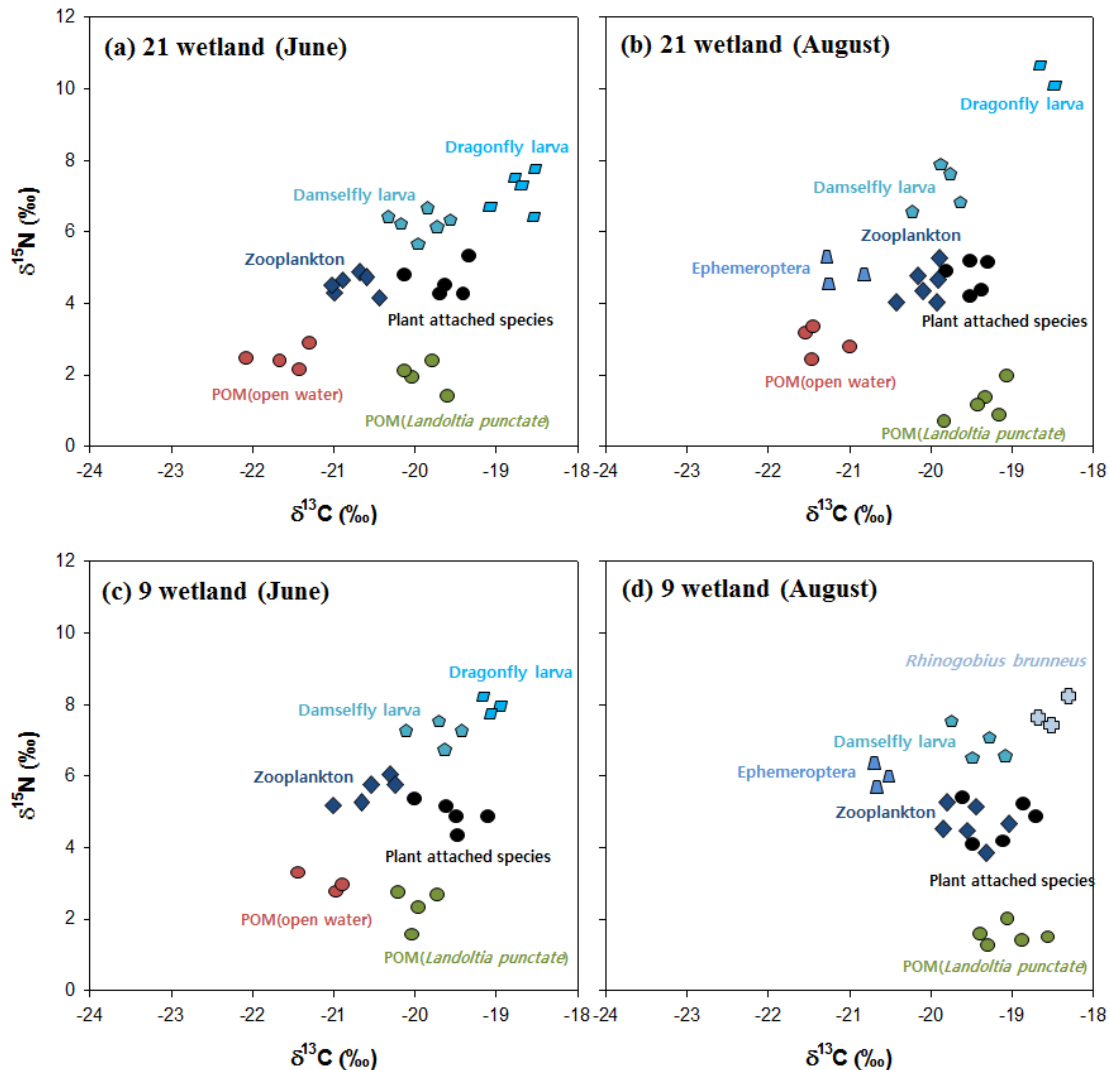 (a) 21 wetland (June)
12
10
8
6
4
2
0
δ15N (‰)
Dragonfly larva
Damselfly larva
Zooplankton
Plant attached species
POM(open water)
POM(Landoltia punctate)
-24 -23 -22 -21 -20 -19 -18
δ13C (‰)
(b) 21 wetland (August)
Dragonfly larva
Damselfly larva
Zooplankton
Ephemeroptera
Plant attached species
POM(open water)
POM(Landoltia punctate)
-24 -23 -22 -21 -20 -19 -18
δ13C (‰)
(c) 9 wetland (June)
12
10
8
6
4
2
0
δ15N (‰)
Dragonfly larva
Damselfly larva
Zooplankton
Plant attached species
POM(open water)
POM(Landoltia punctate)
-24 -23 -22 -21 -20 -19 -18
δ13C (‰)
(d) 9 wetland (August)
Rhinogobius brunneus
Damselfly larva
Ephemeroptera
Zooplankton
Plant attached species
POM(Landoltia punctate)
-24 -23 -22 -21 -20 -19 -18
δ13C (‰)